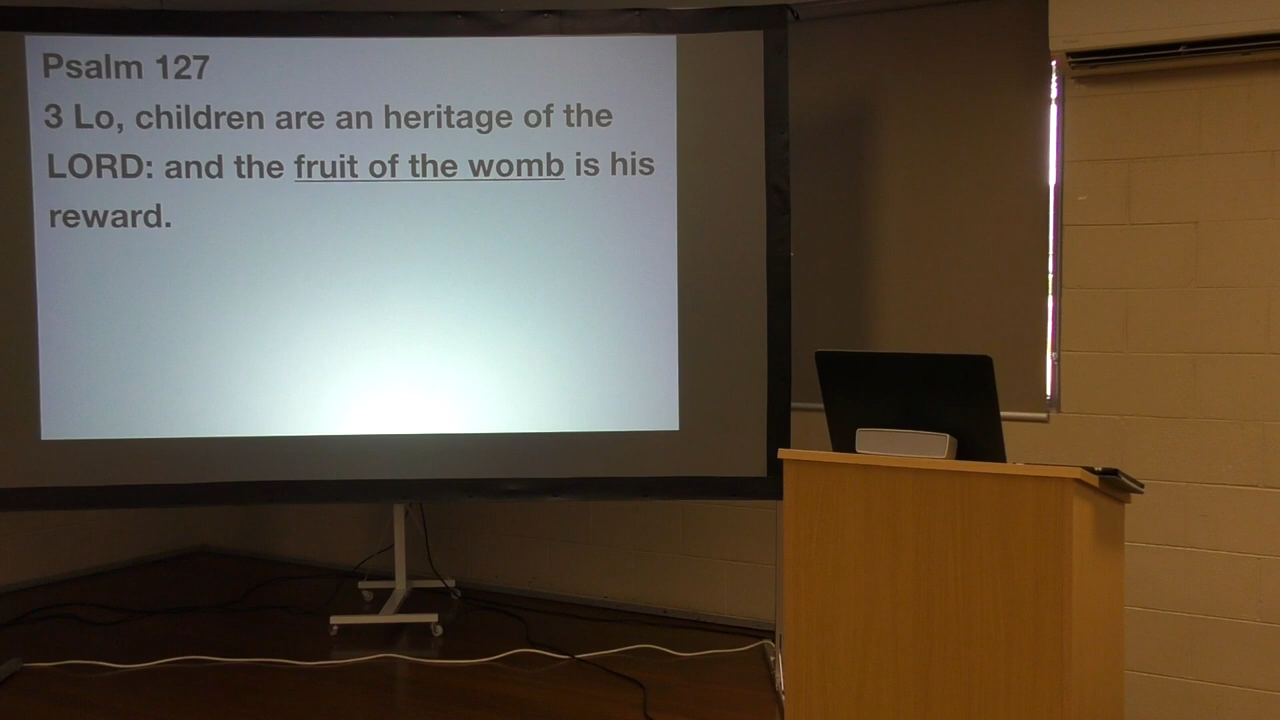 Psalm 127
3 Lo, children are an heritage of the
LORD: and the fruit of the womb is his
reward.